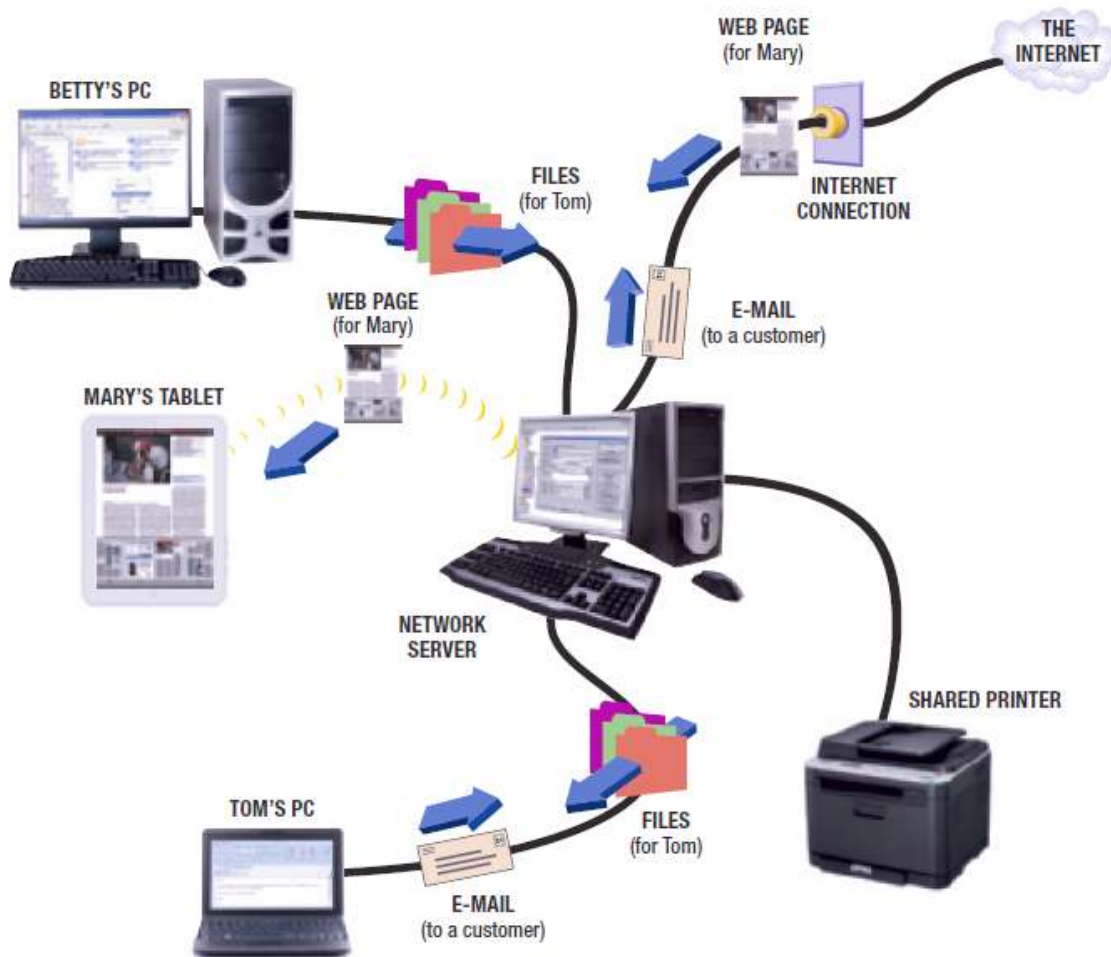 THE
INTERNET
WEB PAGE
(for Mary)
BETTY'S PC
FILES
(for Tom)
INTERNET
CONNECTION
WEB PAGE
(for Mary)
E-MAIL
(to a customer)
MARY'S TABLET
NETWORK
SERVER
SHARED PRINTER
TOM'S PC
FILES
(for Tom)
E-MAIL
(to a customer)